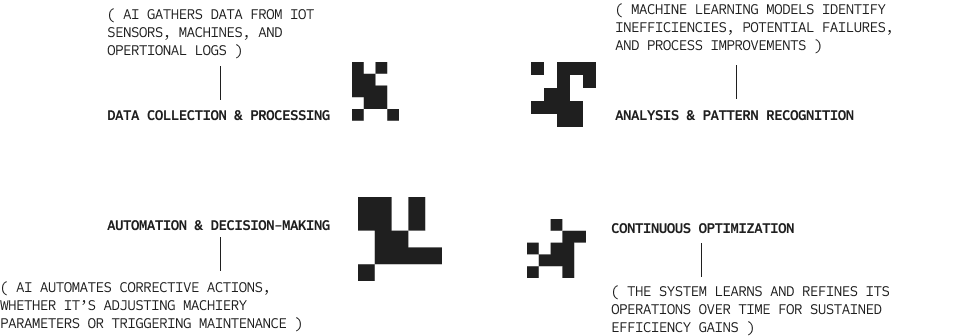 ( AI GATHERS DATA FROM IOT
SENSORS, MACHINES, AND
OPERTIONAL LOGS )
DATA COLLECTION & PROCESSING
( MACHINE LEARNING MODELS IDENTIFY
INEFFICIENCIES, POTENTIAL FAILURES,
AND PROCESS IMPROVEMENTS )
ANALYSIS & PATTERN RECOGNITION
AUTOMATION & DECISION-MAKING
( AI AUTOMATES CORRECTIVE ACTIONS,
WHETHER IT’S ADJUSTING MACHIERY
PARAMETERS OR TRIGGERING MAINTENANCE )
CONTINUOUS OPTIMIZATION
( THE SYSTEM LEARNS AND REFINES ITS
OPERATIONS OVER TIME FOR SUSTAINED
EFFICIENCY GAINS )